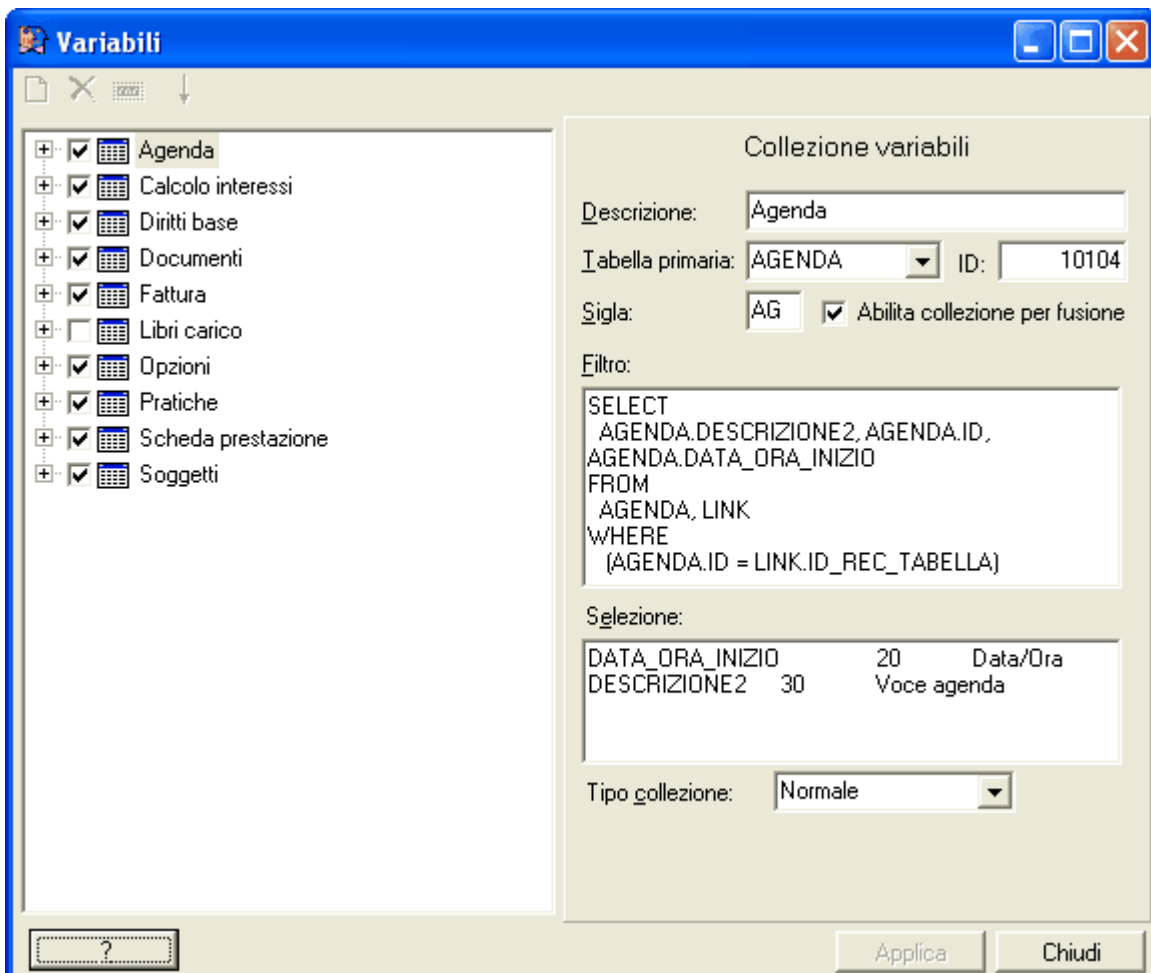 Variabili
Agenda
Calcolo interessi
Diritti base
Documenti
Fattura
Libri carico
Opzioni
Pratiche
Scheda prestazione
Soggetti
Collezione variabili
Descrizione: Agenda
Tabella primaria: AGENDA ID: 10104
Sigla: AG Abilita collezione per fusione
Filtro:
SELECT
AGENDA.DESCRIZIONE2, AGENDA.ID,
AGENDA.DATA_ORA_INIZIO
FROM
AGENDA, LINK
WHERE
(AGENDA.ID = LINK.ID_REC_TABELLA)
Selezione:
DATA_ORA_INIZIO 20 Data/Ora
DESCRIZIONE2 30 Voce agenda
Tipo collezione: Normale
? Applica Chiudi